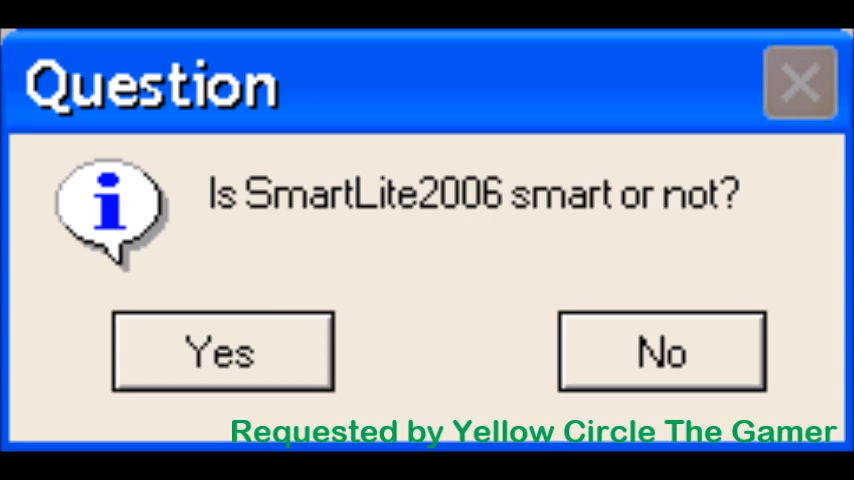 Question
Is SmartLite2006 smart or not?
Yes
No
Requested by Yellow Circle The Gamer